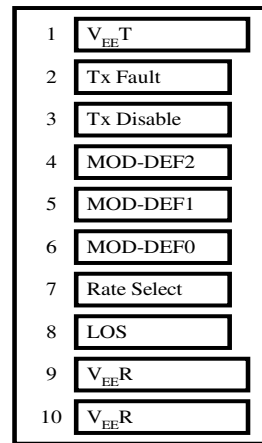 1 VEET
2 Tx Fault
3 Tx Disable
4 MOD-DEF2
5 MOD-DEF1
6 MOD-DEF0
7 Rate Select
8 LOS
9 VEER
10 VEER